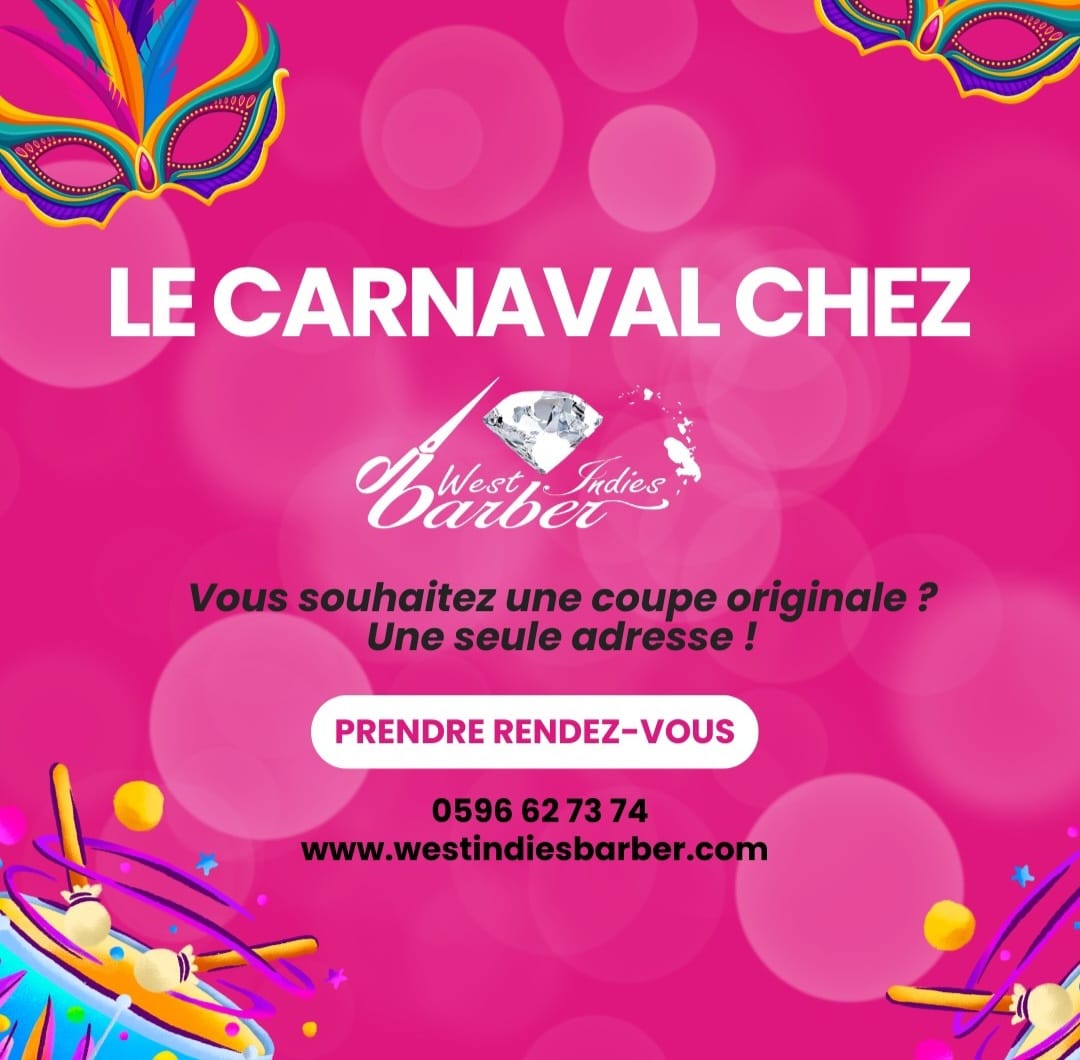 LE CARNAVAL CHEZ
West Indies
barber
Vous souhaitez une coupe originale ?
Une seule adresse !
PRENDRE RENDEZ-VOUS
0596 62 73 74
www.westindiesbarber.com